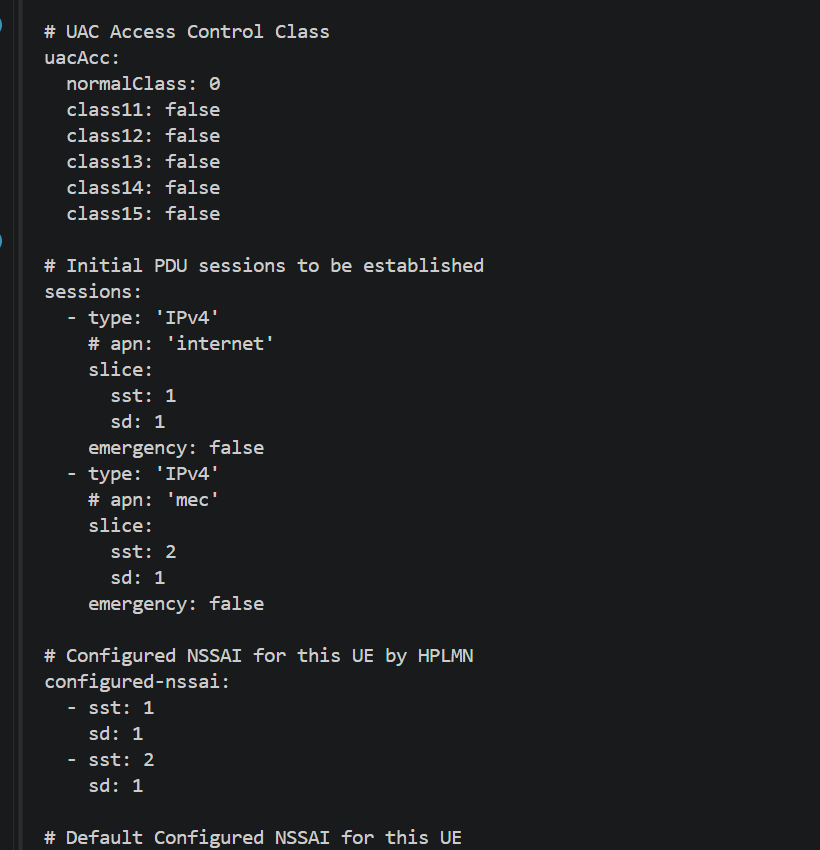 # UAC Access Control Class
uacAcc:
  normalClass: 0
  class11: false
  class12: false
  class13: false
  class14: false
  class15: false

# Initial PDU sessions to be established
sessions:
  - type: 'IPv4'
    # apn: 'internet'
    slice:
      sst: 1
      sd: 1
    emergency: false
  - type: 'IPv4'
    # apn: 'mec'
    slice:
      sst: 2
      sd: 1
    emergency: false

# Configured NSSAI for this UE by HPLMN
configured-nssai:
  - sst: 1
    sd: 1
  - sst: 2
    sd: 1

# Default Configured NSSAI for this UE